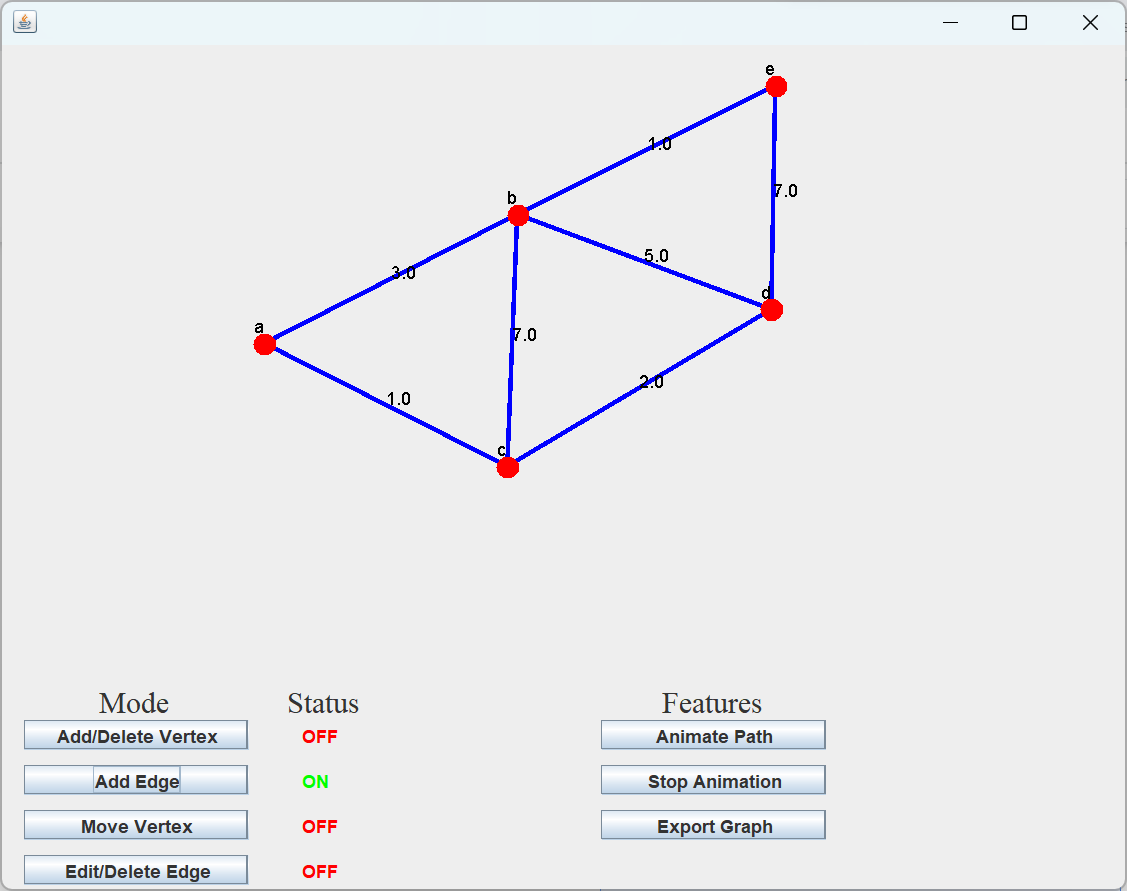 e
1.0
7.0
b
5.0
3.0
d
a
7.0
2.0
1.0
c
Mode Status Features
Add/Delete Vertex OFF Animate Path
Add Edge ON Stop Animation
Move Vertex OFF Export Graph
Edit/Delete Edge OFF